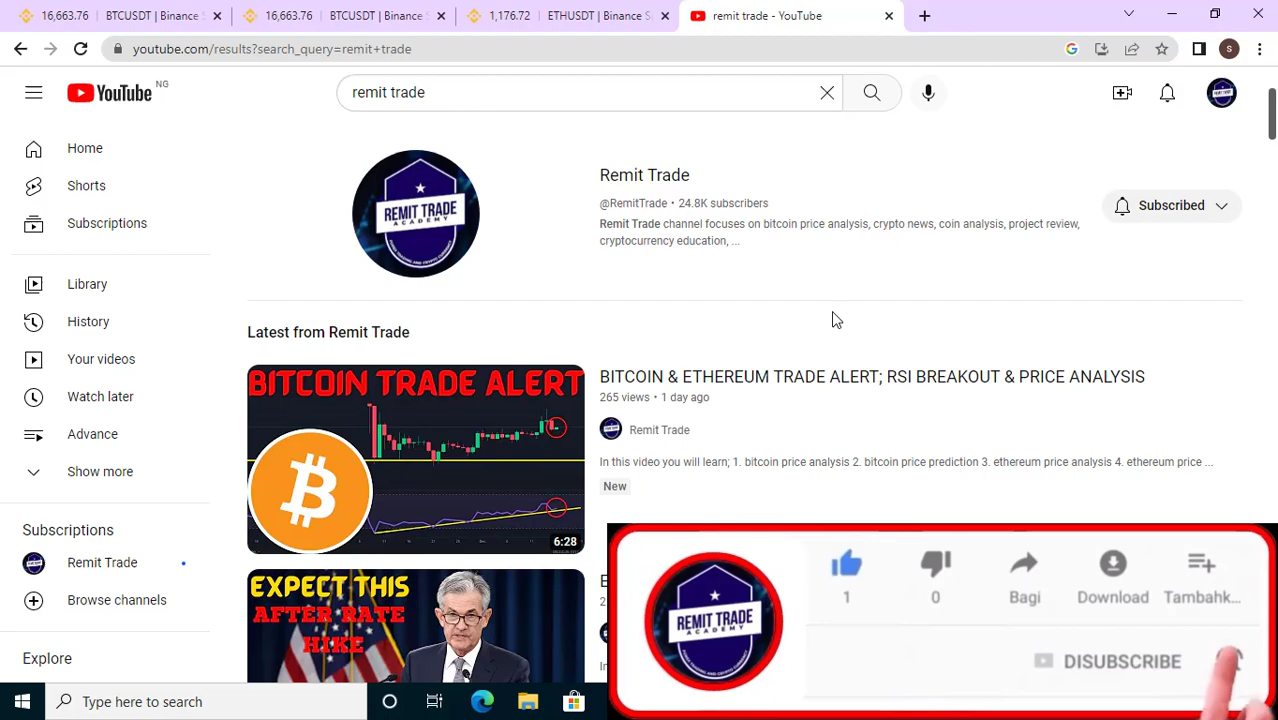 16,663.76 | BTCUSDT | Binance S
16,663.76 BTCUSDT | Binance S
1,176.72 | ETHUSDT | Binance S
remit trade - YouTube
youtube.com/results?search_query=remit+trade
S
YouTube NG
remit trade
Home
Shorts
Subscriptions
Library
History
Your videos
Watch later
Advance
Show more
Subscriptions
Remit Trade
Browse channels
Explore
REMIT TRADE
ACADEMY
Remit Trade
@RemitTrade • 24.8K subscribers
Remit Trade channel focuses on bitcoin price analysis, crypto news, coin analysis, project review,
cryptocurrency education, ...
Subscribed
Latest from Remit Trade
BITCOIN TRADE ALERT
6:28
BITCOIN & ETHEREUM TRADE ALERT; RSI BREAKOUT & PRICE ANALYSIS
265 views • 1 day ago
Remit Trade
In this video you will learn; 1. bitcoin price analysis 2. bitcoin price prediction 3. ethereum price analysis 4. ethereum price ...
New
EXPECT THIS
AFTER RATE
HIKE
REMIT TRADE
ACADEMY
1
0
Bagi
Download
Tambahk...
DISUBSCRIBE
Type here to search